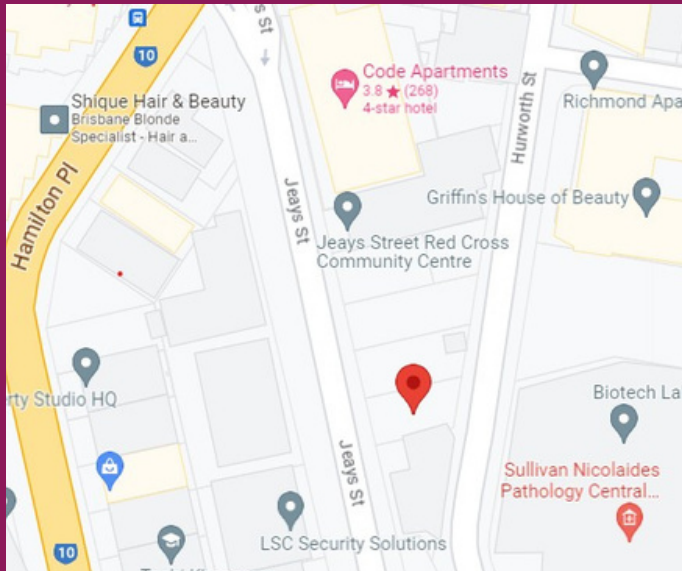 s St
10
Code Apartments
3.8 ★ (268)
4-star hotel
Shique Hair & Beauty
Brisbane Blonde
Specialist - Hair a...
Hurworth St
Richmond Apa
Hamilton Pl
Jeays St
Griffin's House of Beauty
Jeays Street Red Cross
Community Centre
rty Studio HQ
Biotech La
Jeays St
Sullivan Nicolaides
Pathology Central...
LSC Security Solutions
10